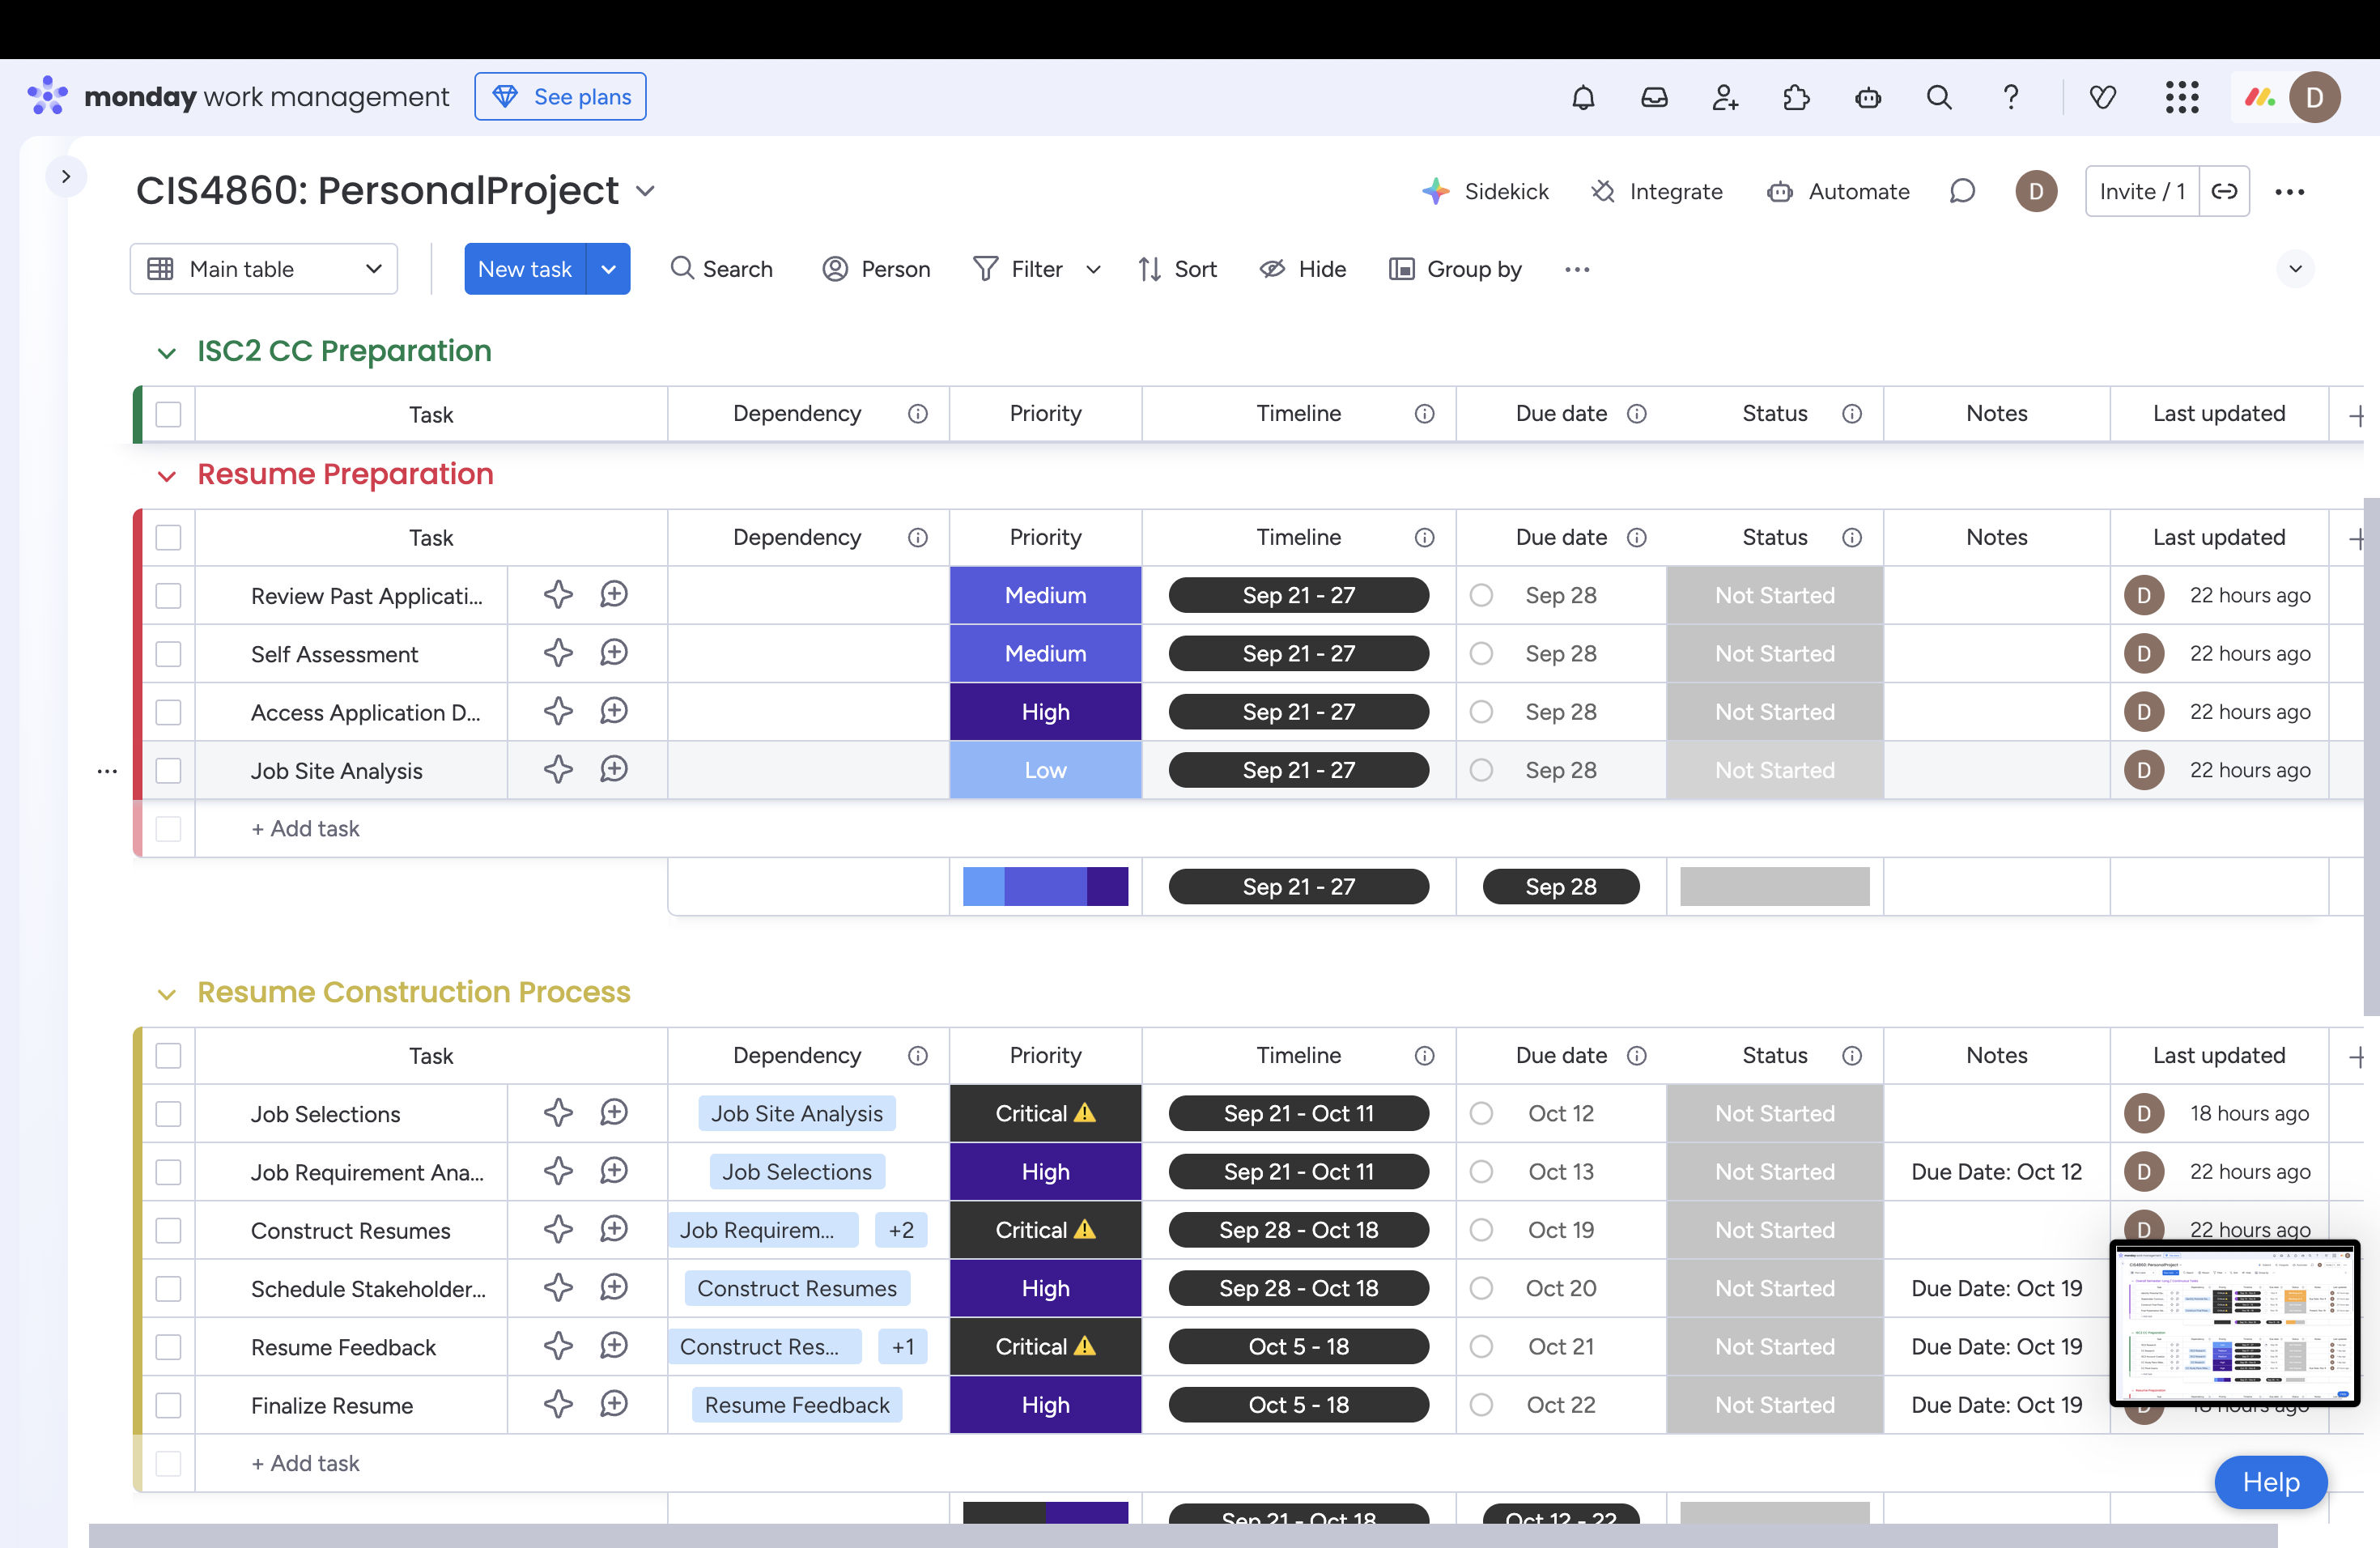 monday work management See plans D
CIS4860: PersonalProject Sidekick Integrate Automate D Invite / 1
Main table New task Search Person Filter Sort Hide Group by
ISC2 CC Preparation
Task Dependency Priority Timeline Due date Status Notes Last updated
Resume Preparation
Task Dependency Priority Timeline Due date Status Notes Last updated
Review Past Applicati... Medium Sep 21 - 27 Sep 28 Not Started D 22 hours ago
Self Assessment Medium Sep 21 - 27 Sep 28 Not Started D 22 hours ago
Access Application D... High Sep 21 - 27 Sep 28 Not Started D 22 hours ago
Job Site Analysis Low Sep 21 - 27 Sep 28 Not Started D 22 hours ago
+ Add task
Sep 21 - 27 Sep 28
Resume Construction Process
Task Dependency Priority Timeline Due date Status Notes Last updated
Job Selections Job Site Analysis Critical Sep 21 - Oct 11 Oct 12 Not Started D 18 hours ago
Job Requirement Ana... Job Selections High Sep 21 - Oct 11 Oct 13 Not Started Due Date: Oct 12 D 22 hours ago
Construct Resumes Job Requirem... +2 Critical Sep 28 - Oct 18 Oct 19 Not Started D 22 hours ago
Schedule Stakeholder... Construct Resumes High Sep 28 - Oct 18 Oct 20 Not Started Due Date: Oct 19
Resume Feedback Construct Res... +1 Critical Oct 5 - 18 Oct 21 Not Started Due Date: Oct 19
Finalize Resume Resume Feedback High Oct 5 - 18 Oct 22 Not Started Due Date: Oct 19 D 18 hours ago
+ Add task
Help
Sep 21 - Oct 18 Oct 12 - 22